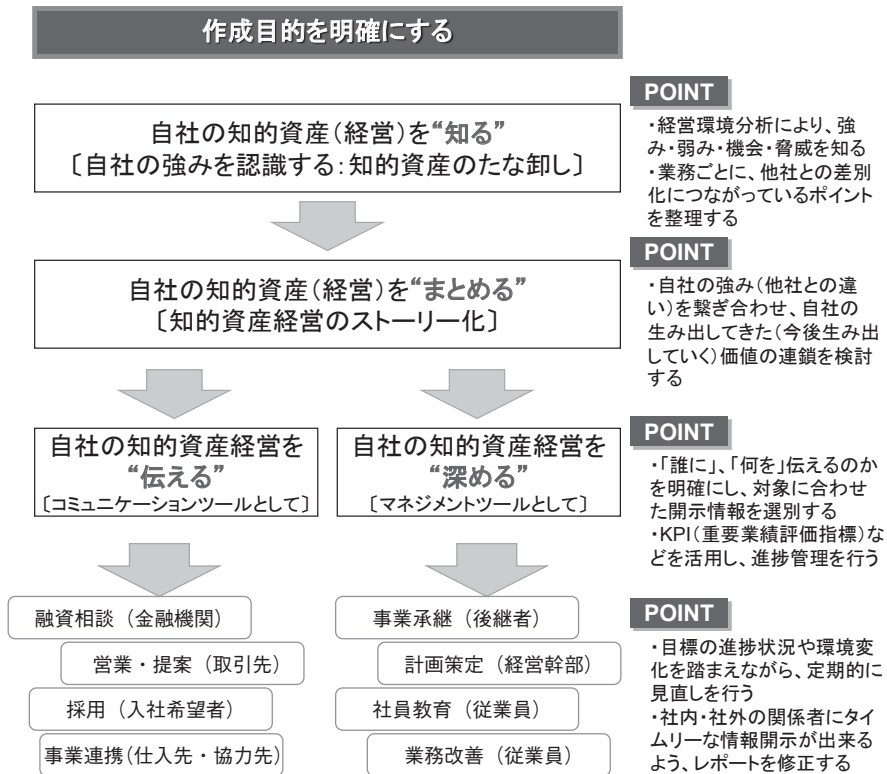 作成目的を明確にする
自社の知的資産(経営)を“知る”
〔自社の強みを認識する:知的資産のたな卸し〕
POINT
・経営環境分析により、強
み・弱み・機会・脅威を知る
・業務ごとに、他社との差別
化につながっているポイント
を整理する
自社の知的資産(経営)を“まとめる”
〔知的資産経営のストーリー化〕
POINT
・自社の強み(他社との違
い)を繋ぎ合わせ、自社の
生み出してきた(今後生み出
していく)価値の連鎖を検討
する
自社の知的資産経営を
“伝える”
〔コミュニケーションツールとして〕
自社の知的資産経営を
“深める”
〔マネジメントツールとして〕
POINT
・「誰に」、「何を」伝えるのか
を明確にし、対象に合わせ
た開示情報を選別する
・KPI(重要業績評価指標)な
どを活用し、進捗管理を行う
融資相談(金融機関)
営業・提案(取引先)
採用(入社希望者)
事業連携(仕入先・協力先)
事業承継(後継者)
計画策定(経営幹部)
社員教育(従業員)
業務改善(従業員)
POINT
・目標の進捗状況や環境変
化を踏まえながら、定期的に
見直しを行う
・社内・社外の関係者にタイ
ムリーな情報開示が出来る
よう、レポートを修正する